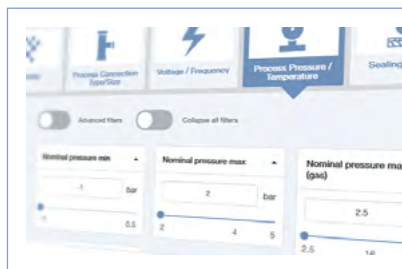 Process Connection
Type/Size
Voltage / Frequency
Process Pressure /
Temperature
Sealing
Advanced filters
Collapse all filters
Nominal pressure min
-1
bar
-1
0.5
Nominal pressure max
2
bar
2
4
5
Nominal pressure ma
(gas)
2.5
2.5
16